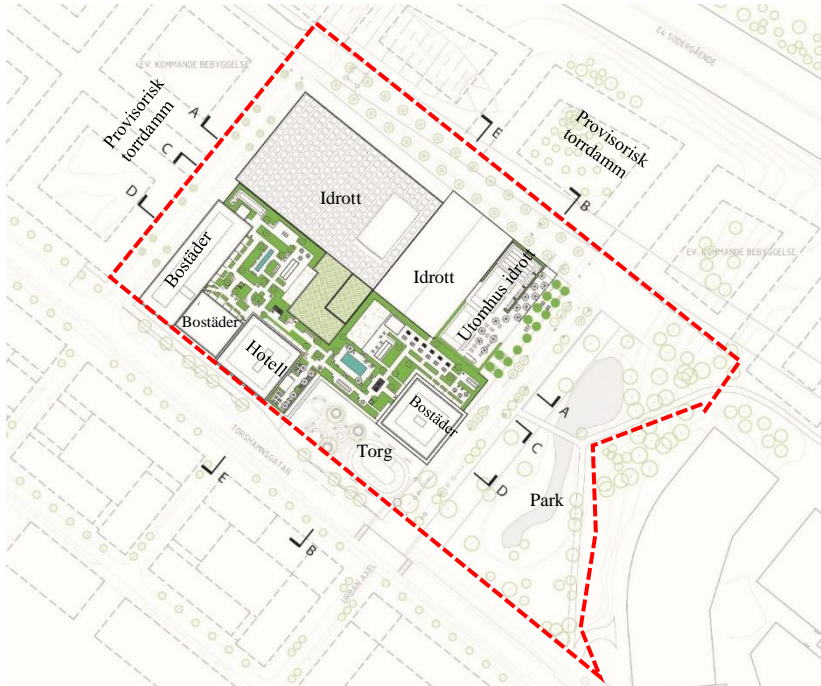 E4 SÖDERGÅENDE
EV. KOMMANDE BEBYGGELSE
Provisorisk
torrdamm
A
C
D
E
B
Provisorisk
torrdamm
EV. KOMMANDE BEBYGGELSE
Idrott
Idrott
Utomhus idrott
Bostäder
Bostäder
Hotell
Bostäder
Torg
Park
A
C
D
E
B
TORSHAMNSGATAN
URBAN AXEL